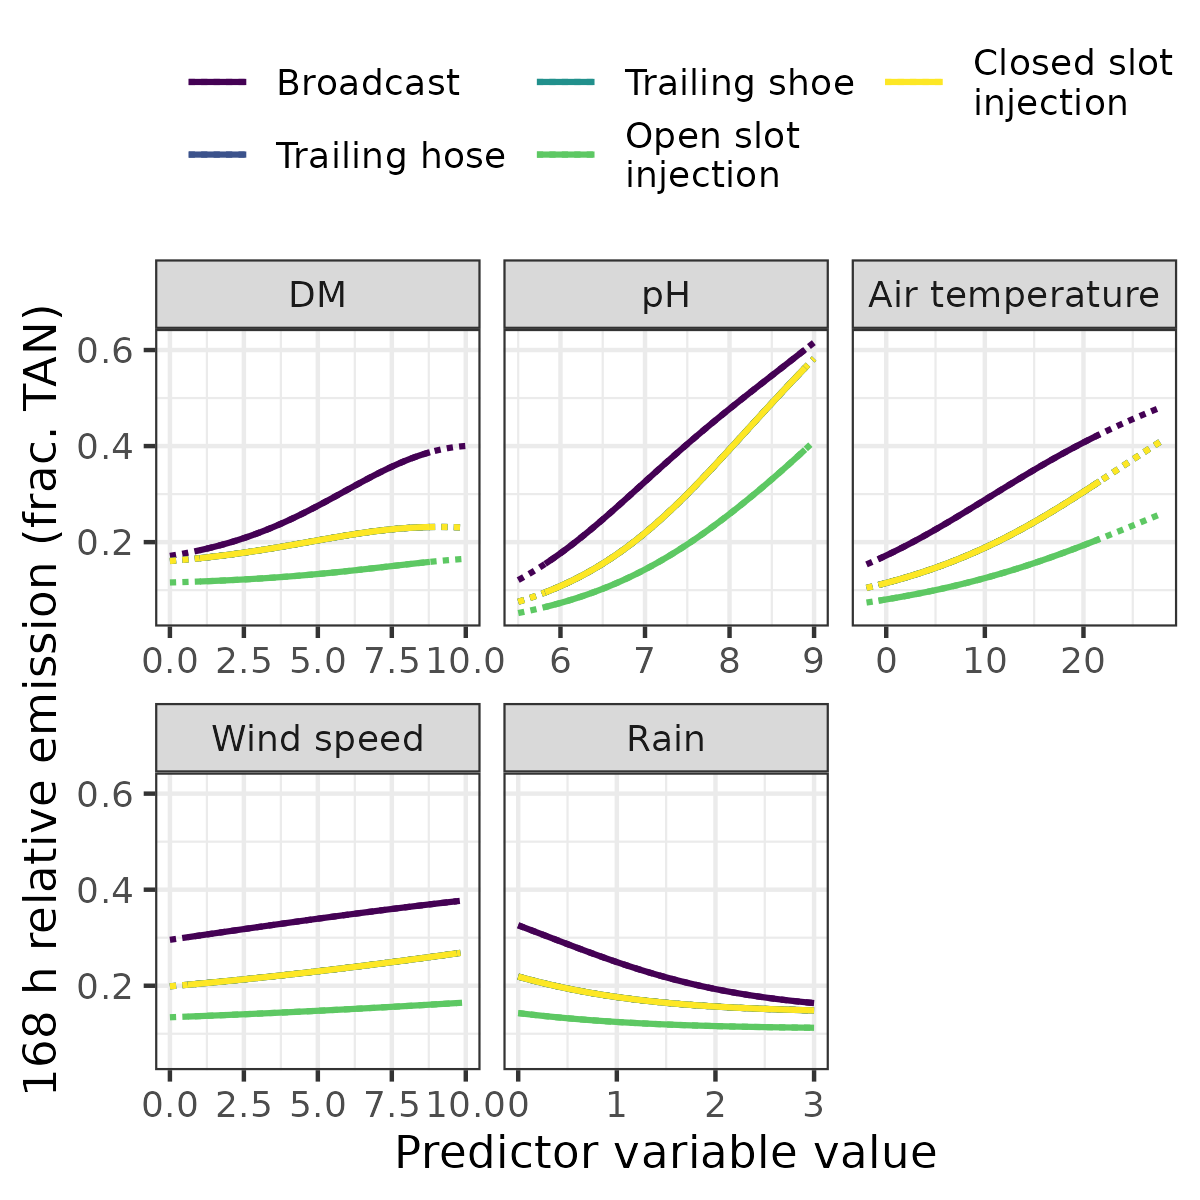 Broadcast
Trailing shoe
Closed slot
injection
Trailing hose
Open slot
injection
DM
pH
Air temperature
0.6
0.4
0.2
0.0 2.5 5.0 7.5 10.0
6 7 8 9
0 10 20
Wind speed
Rain
0.6
0.4
0.2
0.0 2.5 5.0 7.5 10.0
0 1 2 3
168 h relative emission (frac. TAN)
Predictor variable value